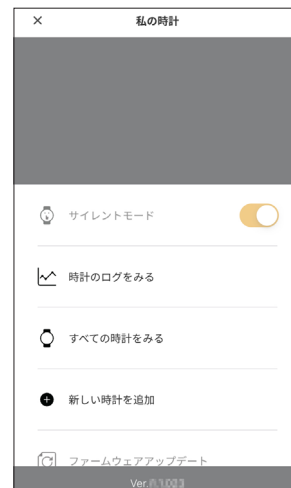 × 私の時計
サイレントモード
時計のログをみる
すべての時計をみる
新しい時計を追加
ファームウェアアップデート
Ver.